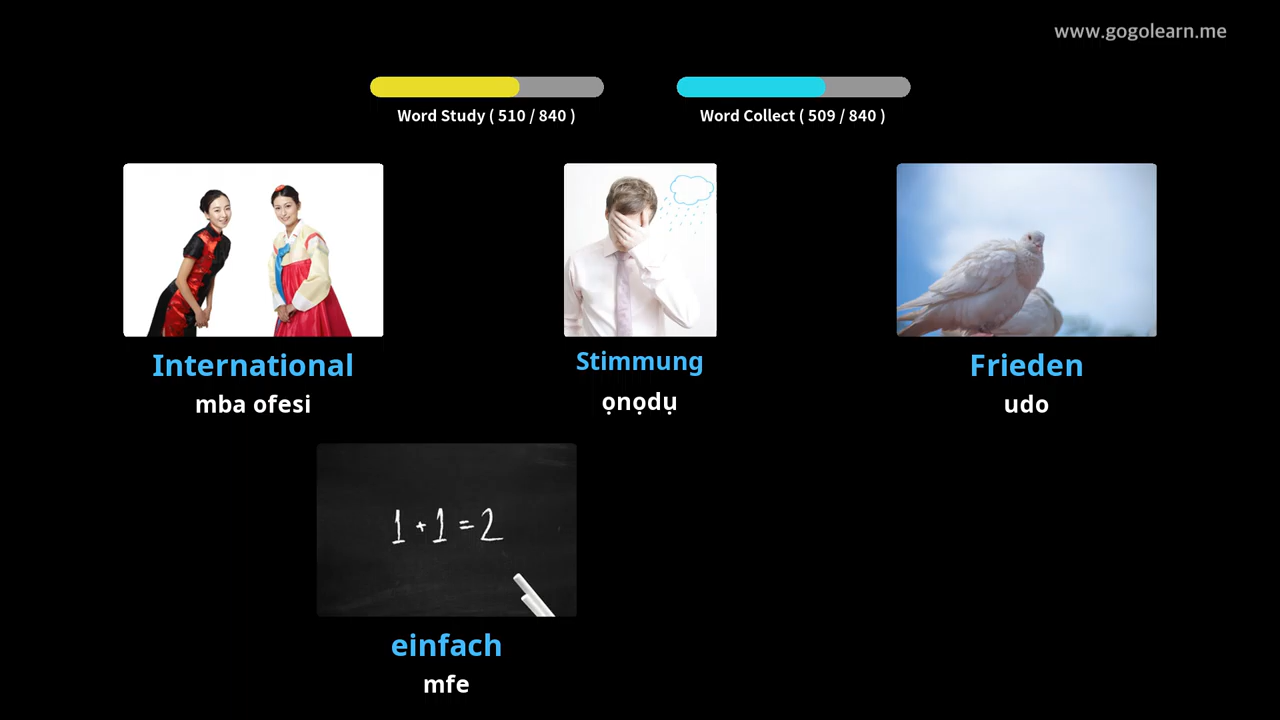 www.gogolearn.me
Word Study ( 510 / 840 )
Word Collect ( 509 / 840 )
International
mba ofesi
Stimmung
ọnọdụ
Frieden
udo
1 + 1 = 2
einfach
mfe